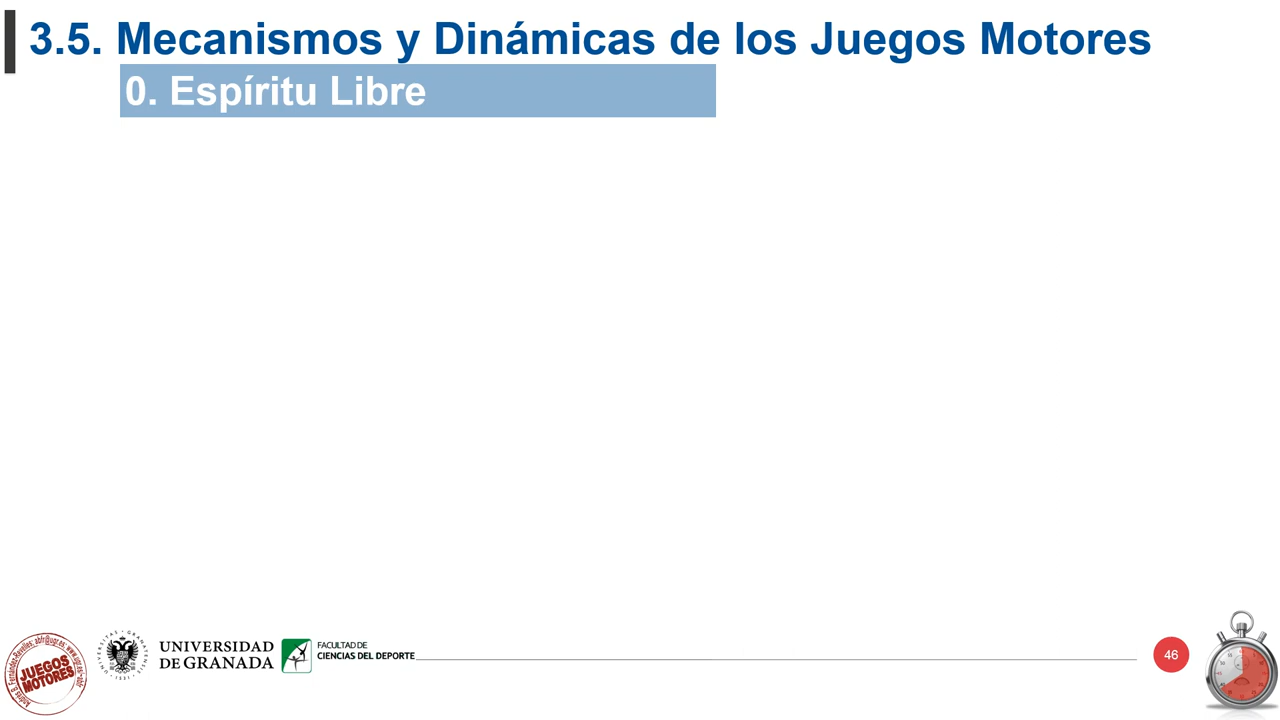 3.5. Mecanismos y Dinámicas de los Juegos Motores
0. Espíritu Libre
JUEGOS
MOTORES
UNIVERSIDAD
DE GRANADA
FACULTAD DE
CIENCIAS DEL DEPORTE
46